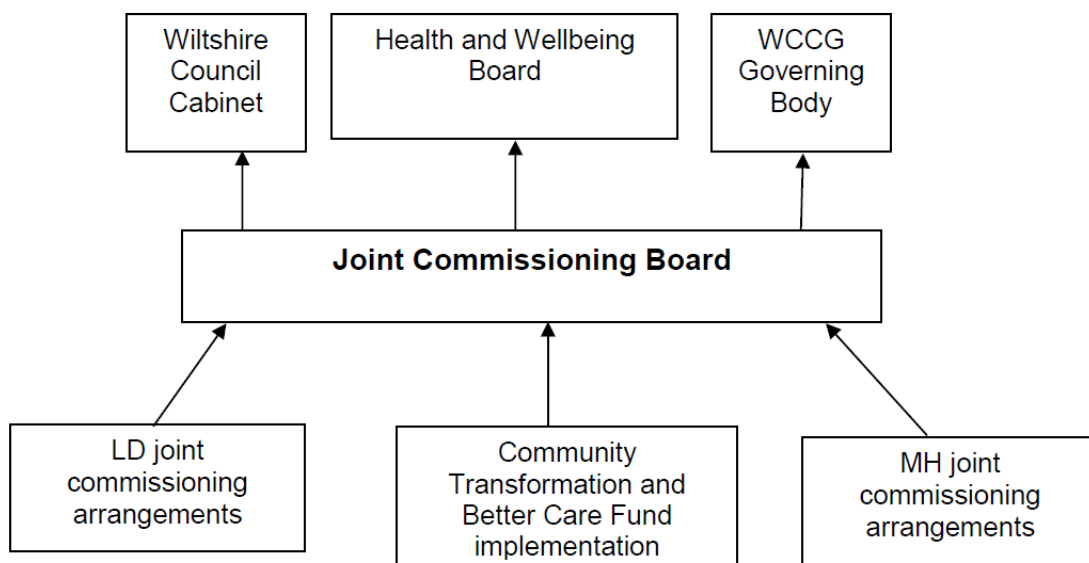 Wiltshire
Council
Cabinet
Health and Wellbeing
Board
WCCG
Governing
Body
Joint Commissioning Board
LD joint
commissioning
arrangements
Community
Transformation and
Better Care Fund
implementation
MH joint
commissioning
arrangements